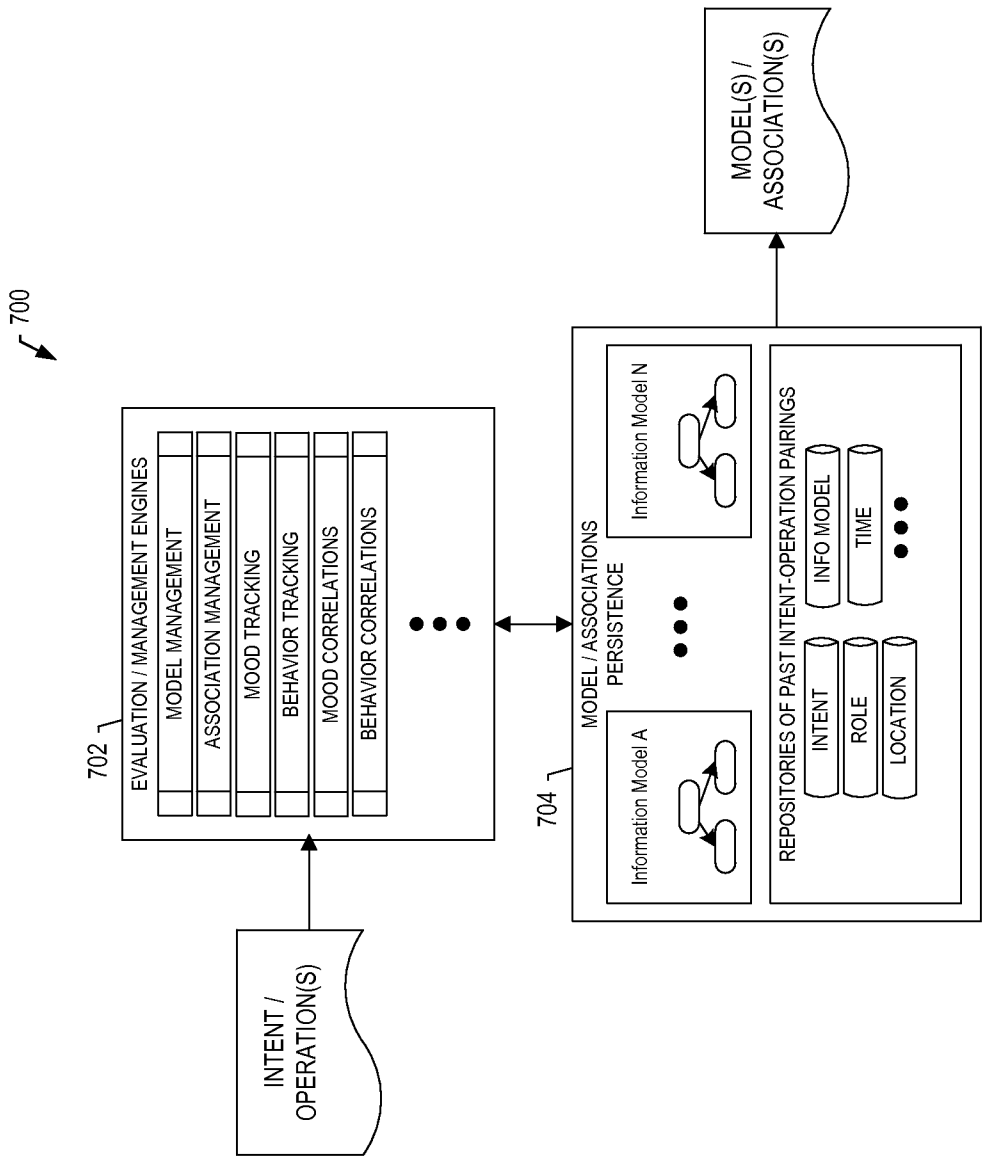 700
702
EVALUATION / MANAGEMENT ENGINES
MODEL MANAGEMENT
ASSOCIATION MANAGEMENT
MOOD TRACKING
BEHAVIOR TRACKING
MOOD CORRELATIONS
BEHAVIOR CORRELATIONS
INTENT /
OPERATION(S)
704
MODEL / ASSOCIATIONS
PERSISTENCE
Information Model A
Information Model N
REPOSITORIES OF PAST INTENT-OPERATION PAIRINGS
INTENT
ROLE
LOCATION
INFO MODEL
TIME
MODEL(S) /
ASSOCIATION(S)